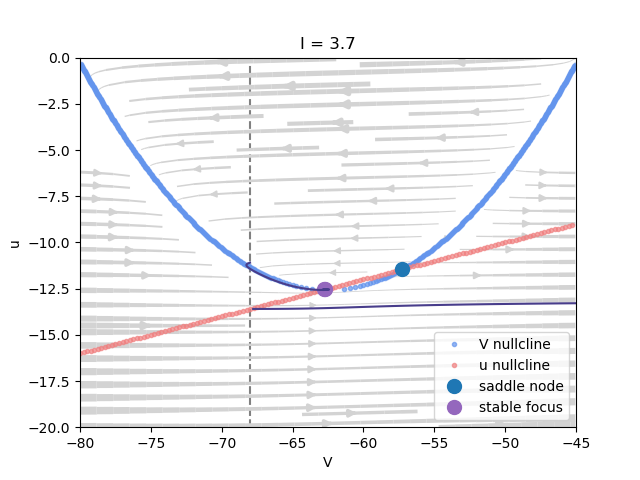 I = 3.7
0.0
−2.5
−5.0
−7.5
−10.0
−12.5
−15.0
−17.5
−20.0
u
V nullcline
u nullcline
saddle node
stable focus
−80 −75 −70 −65 −60 −55 −50 −45
V